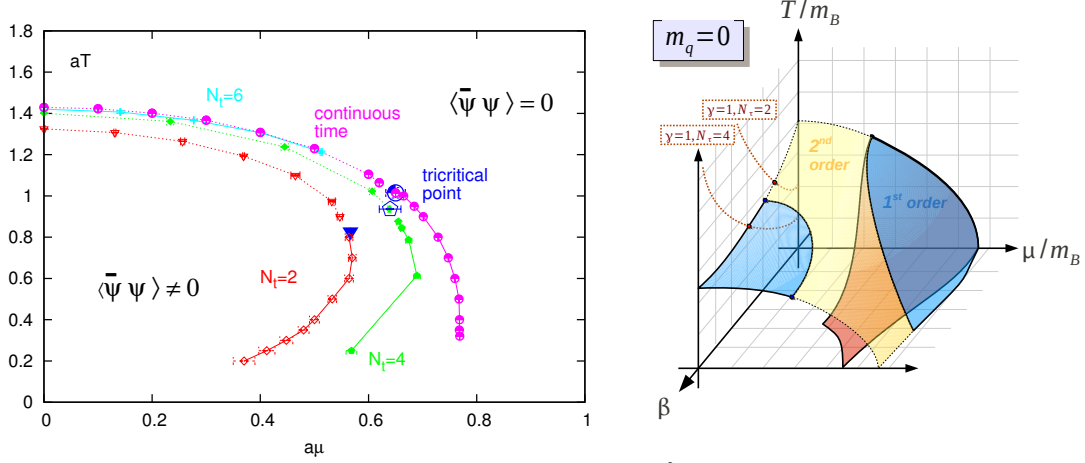 1.8
1.6
1.4
1.2
1
0.8
0.6
0.4
0.2
0
0
0.2
0.4
0.6
0.8
1
aT
aμ
N_t=6
continuous
time
⟨ψ̄ ψ⟩ = 0
tricritical
point
⟨ψ̄ ψ⟩ ≠ 0
N_t=2
N_t=4
m_q=0
T/m_B
γ=1, N_τ=2
γ=1, N_τ=4
2nd
order
1st order
μ/m_B
β